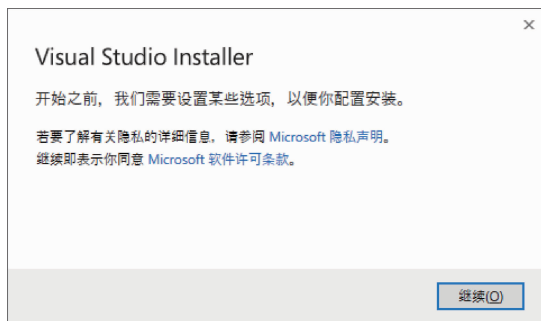 Visual Studio Installer
开始之前，我们需要设置某些选项，以便你配置安装。
若要了解有关隐私的详细信息，请参阅 Microsoft 隐私声明。
继续即表示你同意 Microsoft 软件许可条款。
继续(O)